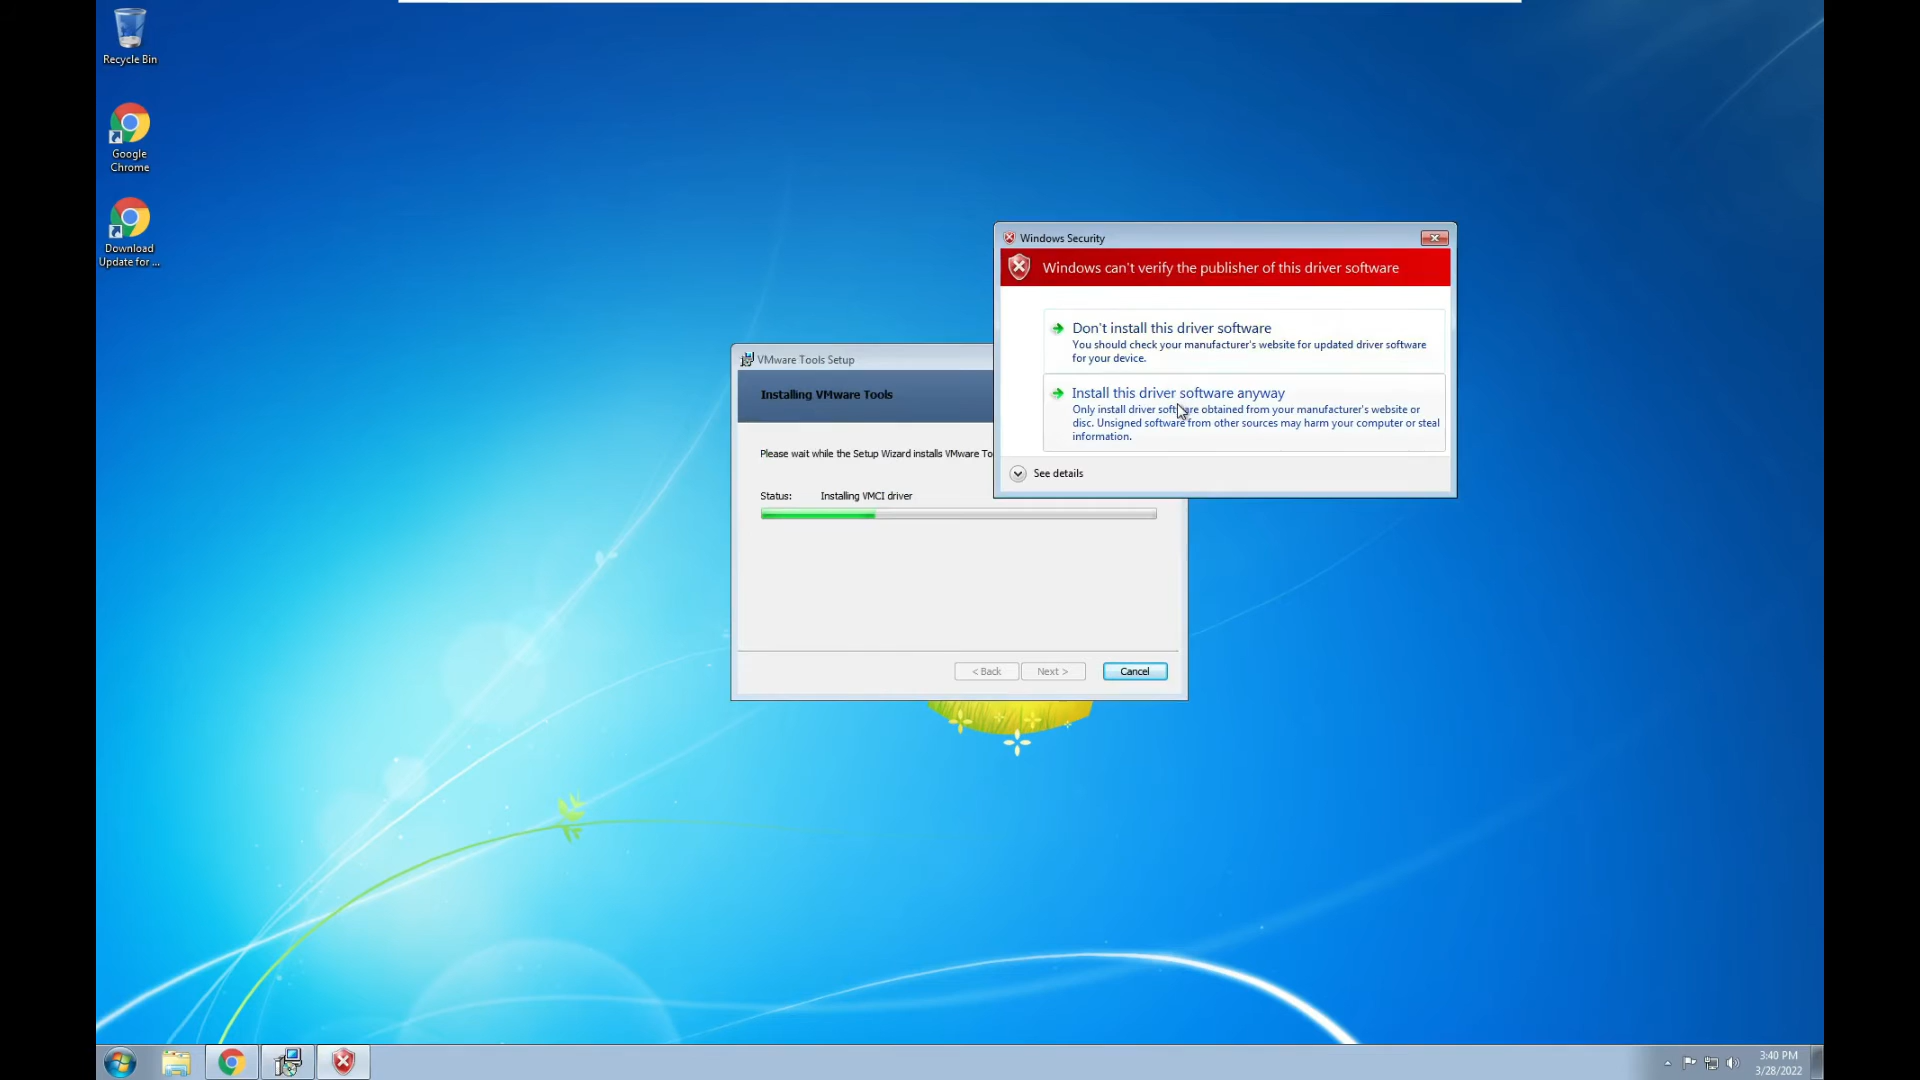 Recycle Bin
Google
Chrome
Download
Update for ...
Windows Security
Windows can't verify the publisher of this driver software
Don't install this driver software
You should check your manufacturer's website for updated driver software
for your device.
Install this driver software anyway
Only install driver software obtained from your manufacturer's website or
disc. Unsigned software from other sources may harm your computer or steal
information.
See details
VMware Tools Setup
Installing VMware Tools
Please wait while the Setup Wizard installs VMware To
Status: Installing VMCI driver
< Back Next > Cancel
3:40 PM
3/28/2022